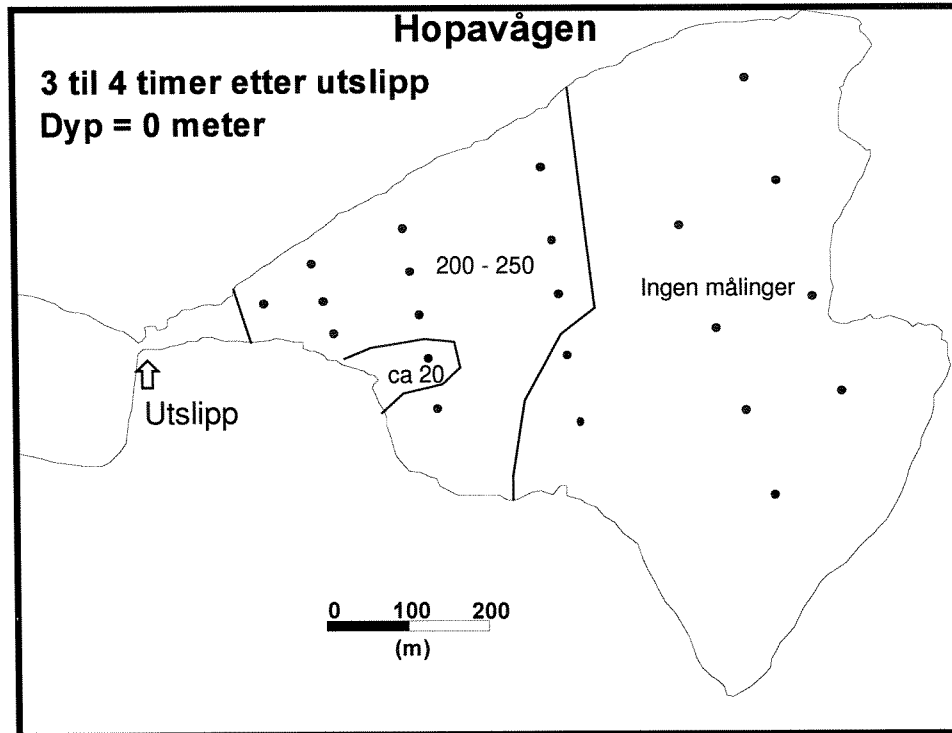 Hopavågen
3 til 4 timer etter utslipp
Dyp = 0 meter
200 - 250
Ingen målinger
ca 20
Utslipp
0 100 200
(m)